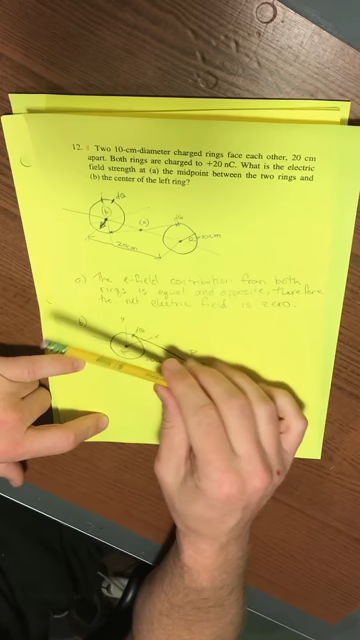 12. Two 10-cm-diameter charged rings face each other, 20 cm
apart. Both rings are charged to +20 nC. What is the electric
field strength at (a) the midpoint between the two rings and
(b) the center of the left ring?
dQ
(a)
dQ
20cm
a) The e-field contribution from both
rings is equal and opposite, therefore
the net electric field is zero.
b)
dQ